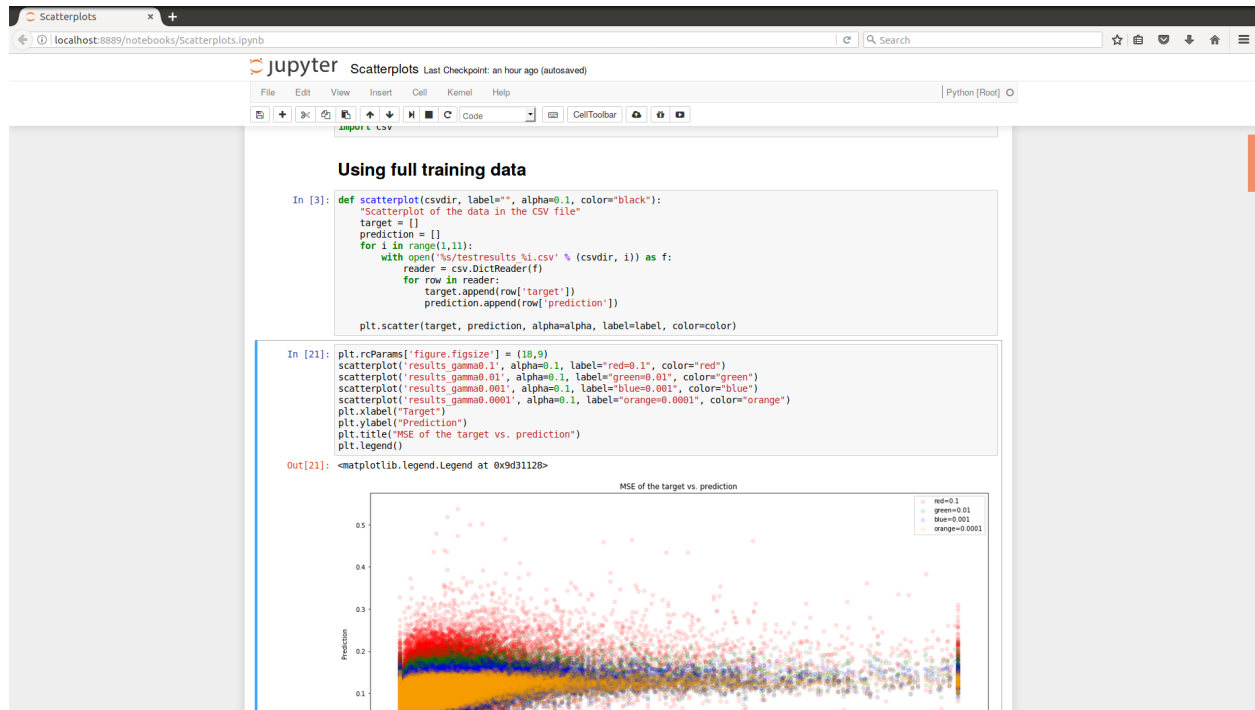 Scatterplots × +
localhost:8889/notebooks/Scatterplots.ipynb
Search
jupyter Scatterplots Last Checkpoint: an hour ago (autosaved)
File Edit View Insert Cell Kernel Help Python [Root]
Code CellToolbar
import csv
Using full training data
In [3]: def scatterplot(csvdir, label="", alpha=0.1, color="black"):
"Scatterplot of the data in the CSV file"
target = []
prediction = []
for i in range(1,11):
with open('%s/testresults_%i.csv' % (csvdir, i)) as f:
reader = csv.DictReader(f)
for row in reader:
target.append(row['target'])
prediction.append(row['prediction'])
plt.scatter(target, prediction, alpha=alpha, label=label, color=color)
In [21]: plt.rcParams['figure.figsize'] = (18,9)
scatterplot('results_gamma0.1', alpha=0.1, label="red=0.1", color="red")
scatterplot('results_gamma0.01', alpha=0.1, label="green=0.01", color="green")
scatterplot('results_gamma0.001', alpha=0.1, label="blue=0.001", color="blue")
scatterplot('results_gamma0.0001', alpha=0.1, label="orange=0.0001", color="orange")
plt.xlabel("Target")
plt.ylabel("Prediction")
plt.title("MSE of the target vs. prediction")
plt.legend()
Out[21]: <matplotlib.legend.Legend at 0x9d31128>
MSE of the target vs. prediction
red=0.1
green=0.01
blue=0.001
orange=0.0001
0.5
0.4
0.3
0.2
0.1
Prediction